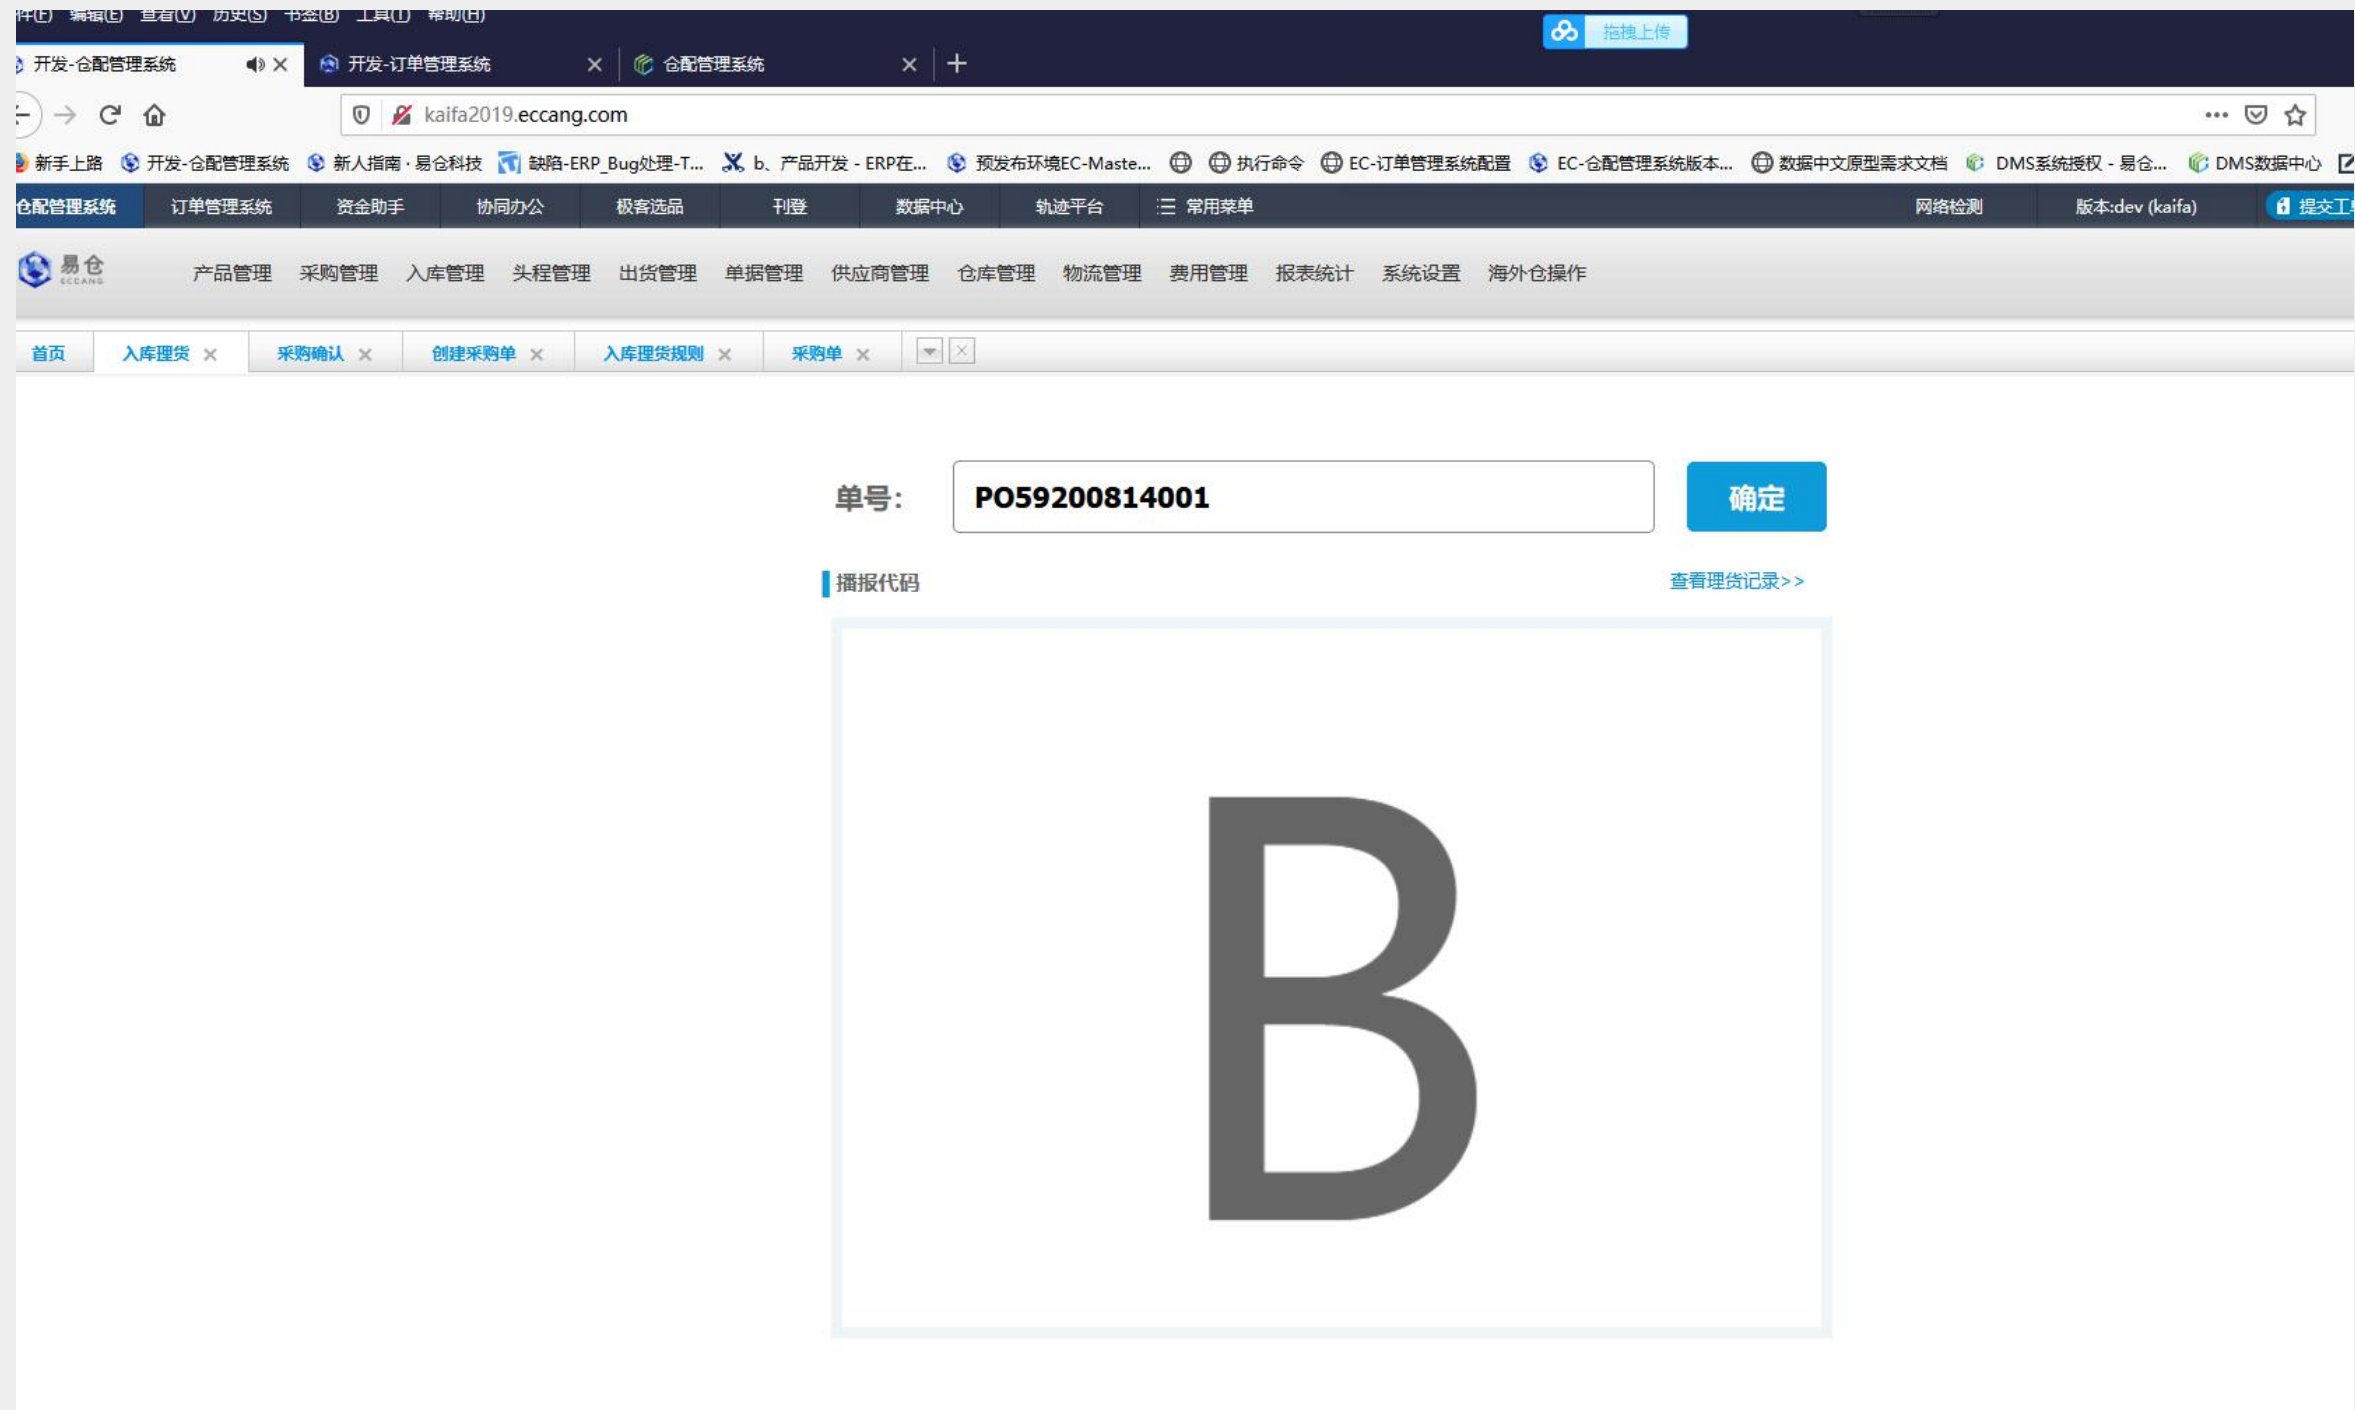 件(F) 编辑(E) 查看(V) 历史(S) 书签(B) 工具(T) 帮助(H)
拖拽上传
开发-仓配管理系统 开发-订单管理系统 仓配管理系统
kaifa2019.eccang.com
新手上路 开发-仓配管理系统 新人指南 · 易仓科技 缺陷-ERP_Bug处理-T... b、产品开发 - ERP在... 预发布环境EC-Maste... 执行命令 EC-订单管理系统配置 EC-仓配管理系统版本... 数据中文原型需求文档 DMS系统授权 - 易仓... DMS数据中心
仓配管理系统 订单管理系统 资金助手 协同办公 极客选品 刊登 数据中心 轨迹平台 常用菜单 网络检测 版本:dev (kaifa) 提交工单
易仓 产品管理 采购管理 入库管理 头程管理 出货管理 单据管理 供应商管理 仓库管理 物流管理 费用管理 报表统计 系统设置 海外仓操作
ECCANG
首页 入库理货 采购确认 创建采购单 入库理货规则 采购单
单号: PO59200814001 确定
播报代码 查看理货记录>>
B